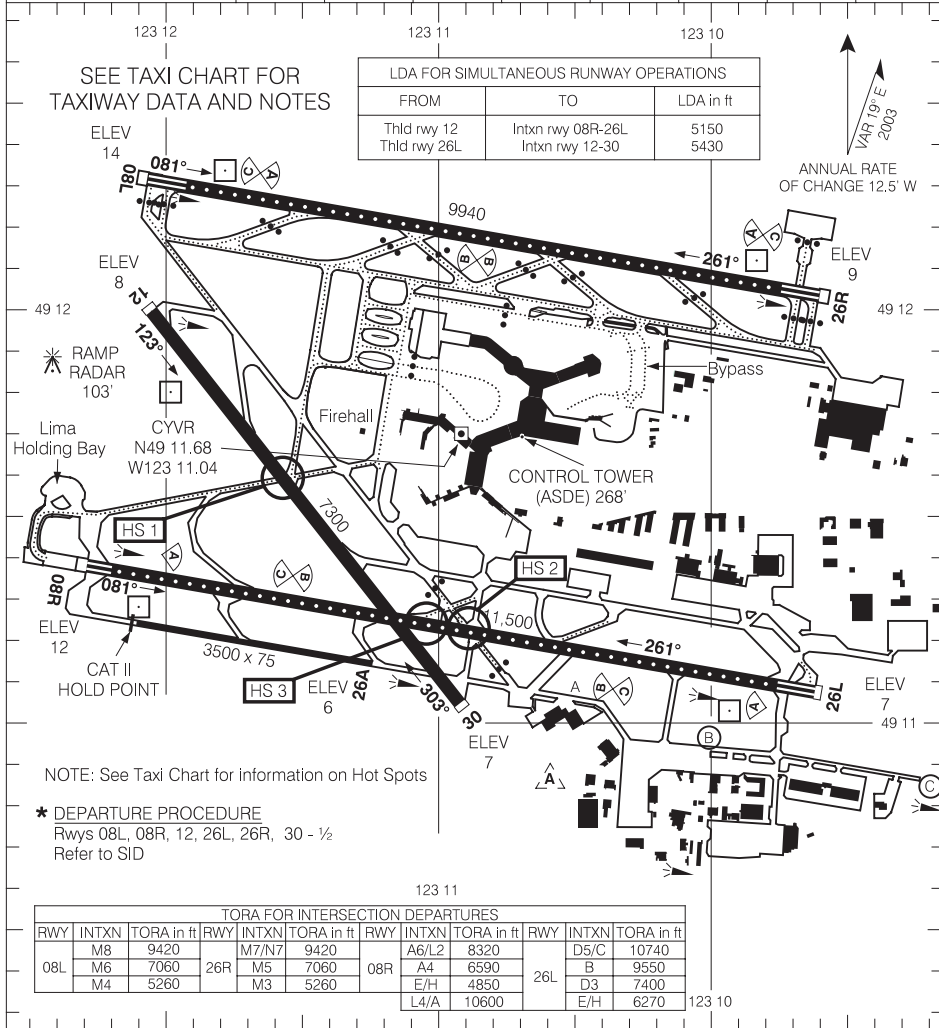 123 12
123 11
123 10
SEE TAXI CHART FOR
TAXIWAY DATA AND NOTES
LDA FOR SIMULTANEOUS RUNWAY OPERATIONS
FROM TO LDA in ft
Thld rwy 12 Intxn rwy 08R-26L 5150
Thld rwy 26L Intxn rwy 12-30 5430
VAR 19° E
2003
ANNUAL RATE
OF CHANGE 12.5' W
ELEV
14
08L
081°
C A
9940
B B
A C
261°
26R
ELEV
9
ELEV
8
49 12
49 12
12
123°
RAMP
RADAR
103'
Lima
Holding Bay
CYVR
N49 11.68
W123 11.04
Firehall
Bypass
CONTROL TOWER
(ASDE) 268'
HS 1
7300
HS 2
A
C B
08R
081°
11,500
261°
ELEV
12
CAT II
HOLD POINT
3500 x 75
HS 3
ELEV
6
26A
303°
30
ELEV
7
A
B C
A
26L
ELEV
7
49 11
B
A
C
NOTE: See Taxi Chart for information on Hot Spots
* DEPARTURE PROCEDURE
Rwys 08L, 08R, 12, 26L, 26R, 30 - ½
Refer to SID
123 11
TORA FOR INTERSECTION DEPARTURES
RWY INTXN TORA in ft RWY INTXN TORA in ft RWY INTXN TORA in ft RWY INTXN TORA in ft
08L M8 9420 26R M7/N7 9420 08R A6/L2 8320 26L D5/C 10740
M6 7060 M5 7060 A4 6590 B 9550
M4 5260 M3 5260 E/H 4850 D3 7400
L4/A 10600 E/H 6270
123 10